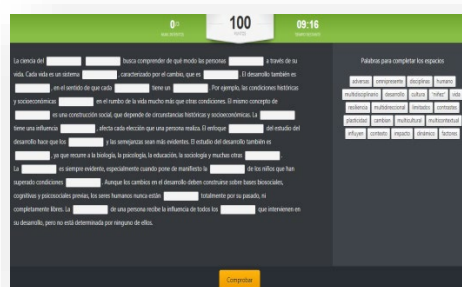 0
100
09:16
La ciencia del busca comprender de qué modo las personas a través de su
vida. Cada vida es un sistema , caracterizado por el cambio, que es . El desarrollo también es
, en el sentido de que cada tiene un . Por ejemplo, las condiciones históricas
y socioeconómicas en el rumbo de la vida mucho más que otras condiciones. El mismo concepto de
es una construcción social, que depende de circunstancias históricas y socioeconómicas. La
tiene una influencia , afecta cada elección que una persona realiza. El enfoque del estudio del
desarrollo hace que los y las semejanzas sean más evidentes. El estudio del desarrollo también es
, ya que recurre a la biología, la psicología, la educación, la sociología y muchas otras .
La es siempre evidente, especialmente cuando pone de manifiesto la de los niños que han
superado condiciones . Aunque los cambios en el desarrollo deben construirse sobre bases biosociales,
cognitivas y psicosociales previas, los seres humanos nunca están totalmente por su pasado, ni
completamente libres. La de una persona recibe la influencia de todos los que intervienen en
su desarrollo, pero no está determinada por ninguno de ellos.
Palabras para completar los espacios
adversas omnipresente disciplinas humano
multidisciplinario desarrollo cultura "niñez" vida
resiliencia multidireccional limitados contrastes
plasticidad cambian multicultural multicontextual
influyen contexto impacto dinámico factores
Comprobar